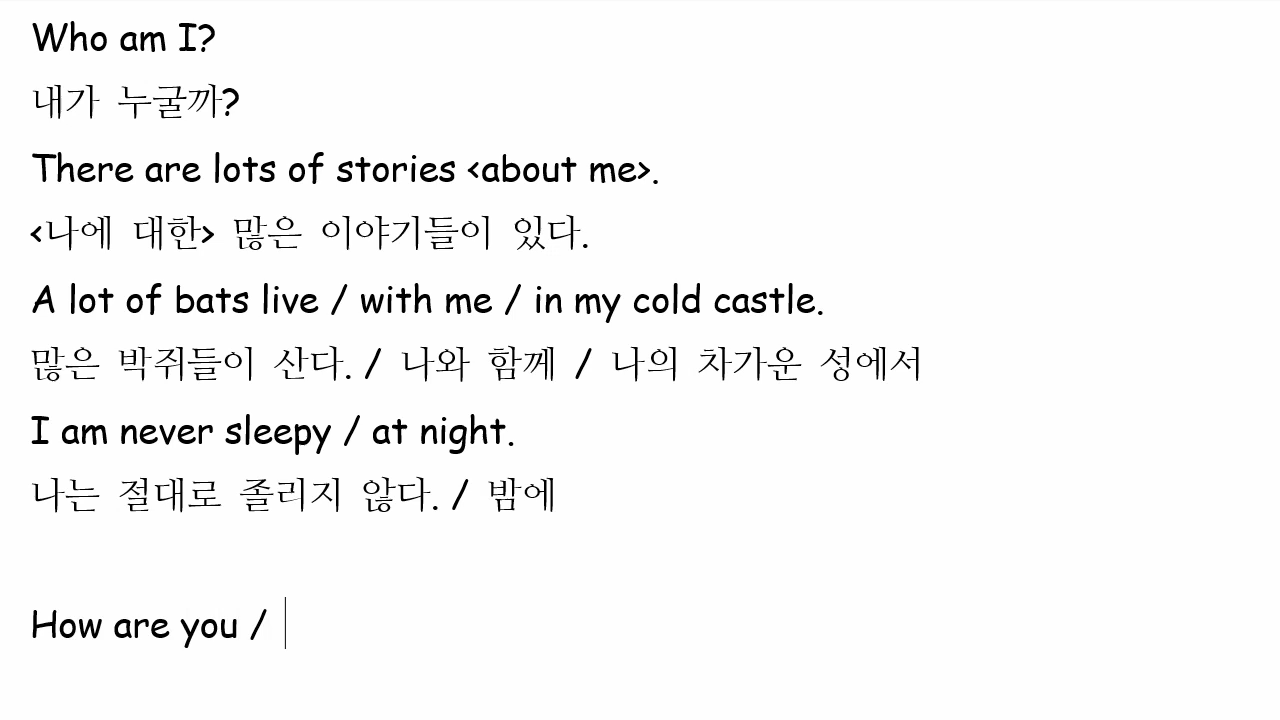 Who am I?
내가 누굴까?
There are lots of stories <about me>.
<나에 대한> 많은 이야기들이 있다.
A lot of bats live / with me / in my cold castle.
많은 박쥐들이 산다. / 나와 함께 / 나의 차가운 성에서
I am never sleepy / at night.
나는 절대로 졸리지 않다. / 밤에
How are you /